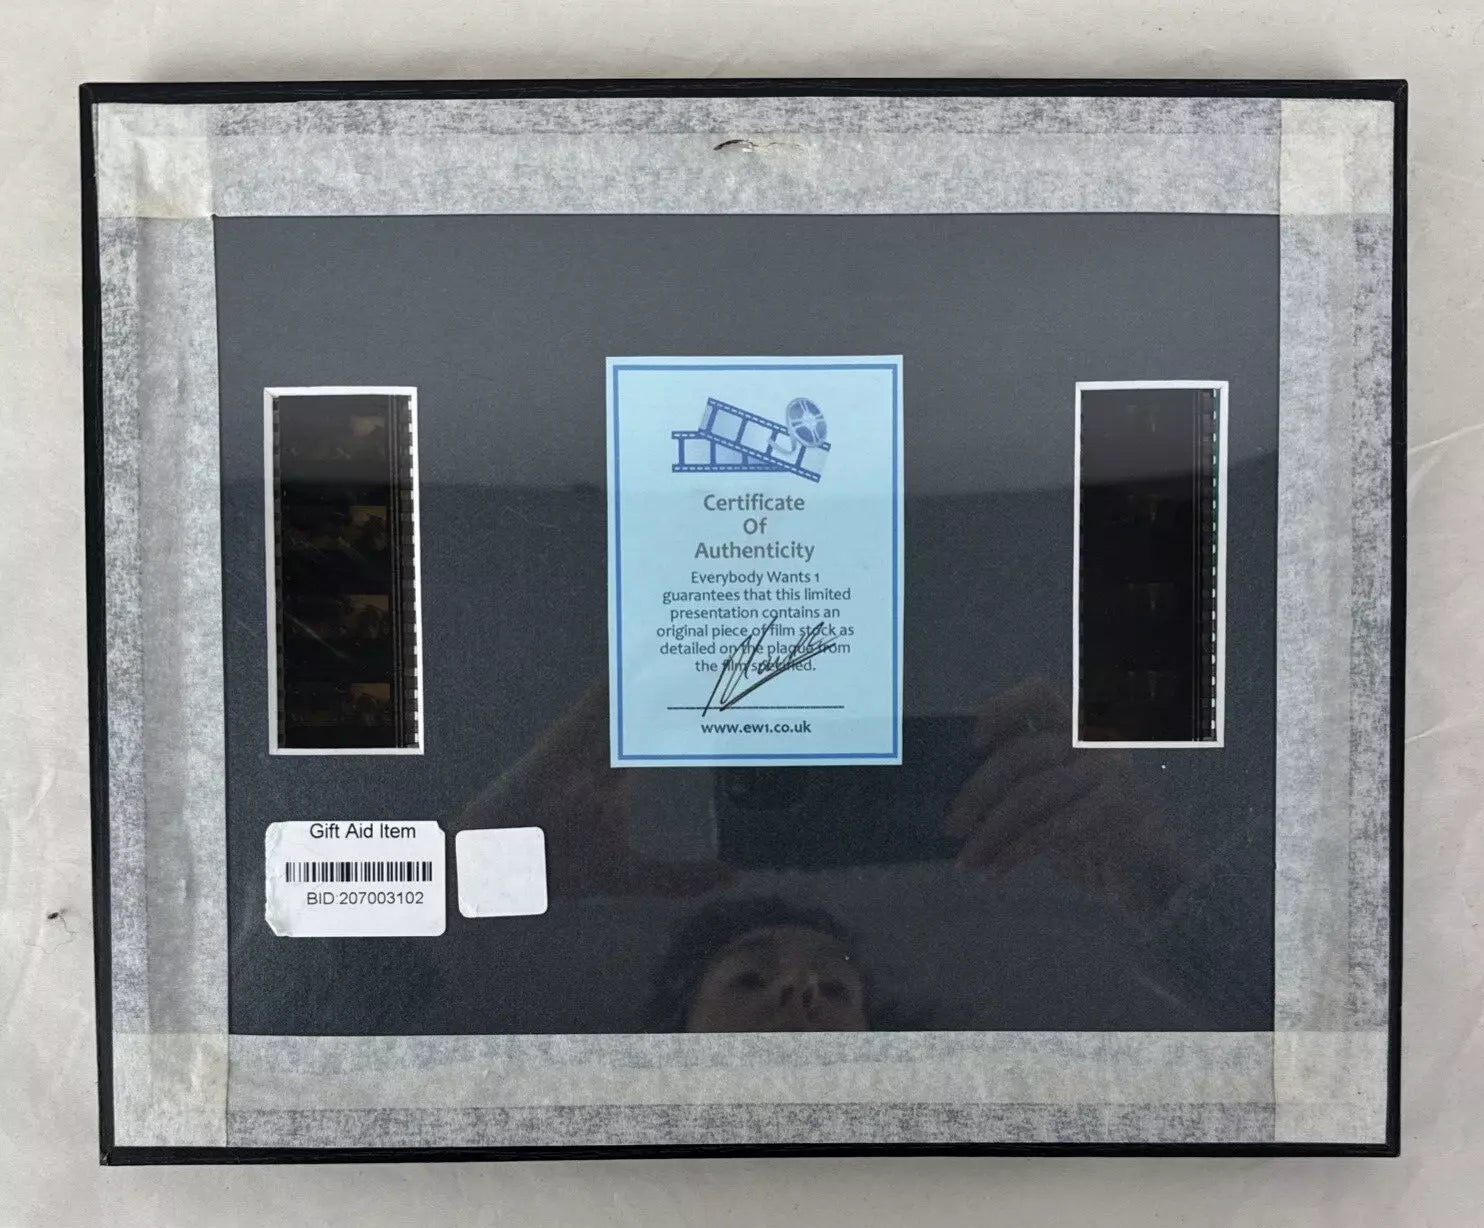 Certificate
Of
Authenticity
Everybody Wants 1
guarantees that this limited
presentation contains an
original piece of film stock as
detailed on the plaque from
the film specified.
www.ew1.co.uk
Gift Aid Item
BID:207003102